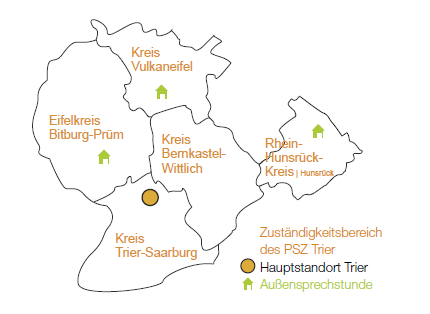 Kreis
Vulkaneifel
Eifelkreis
Bitburg-Prüm
Kreis
Bernkastel-
Wittlich
Rhein-
Hunsrück-
Kreis | Hunsrück
Kreis
Trier-Saarburg
Zuständigkeitsbereich
des PSZ Trier
Hauptstandort Trier
Außensprechstunde